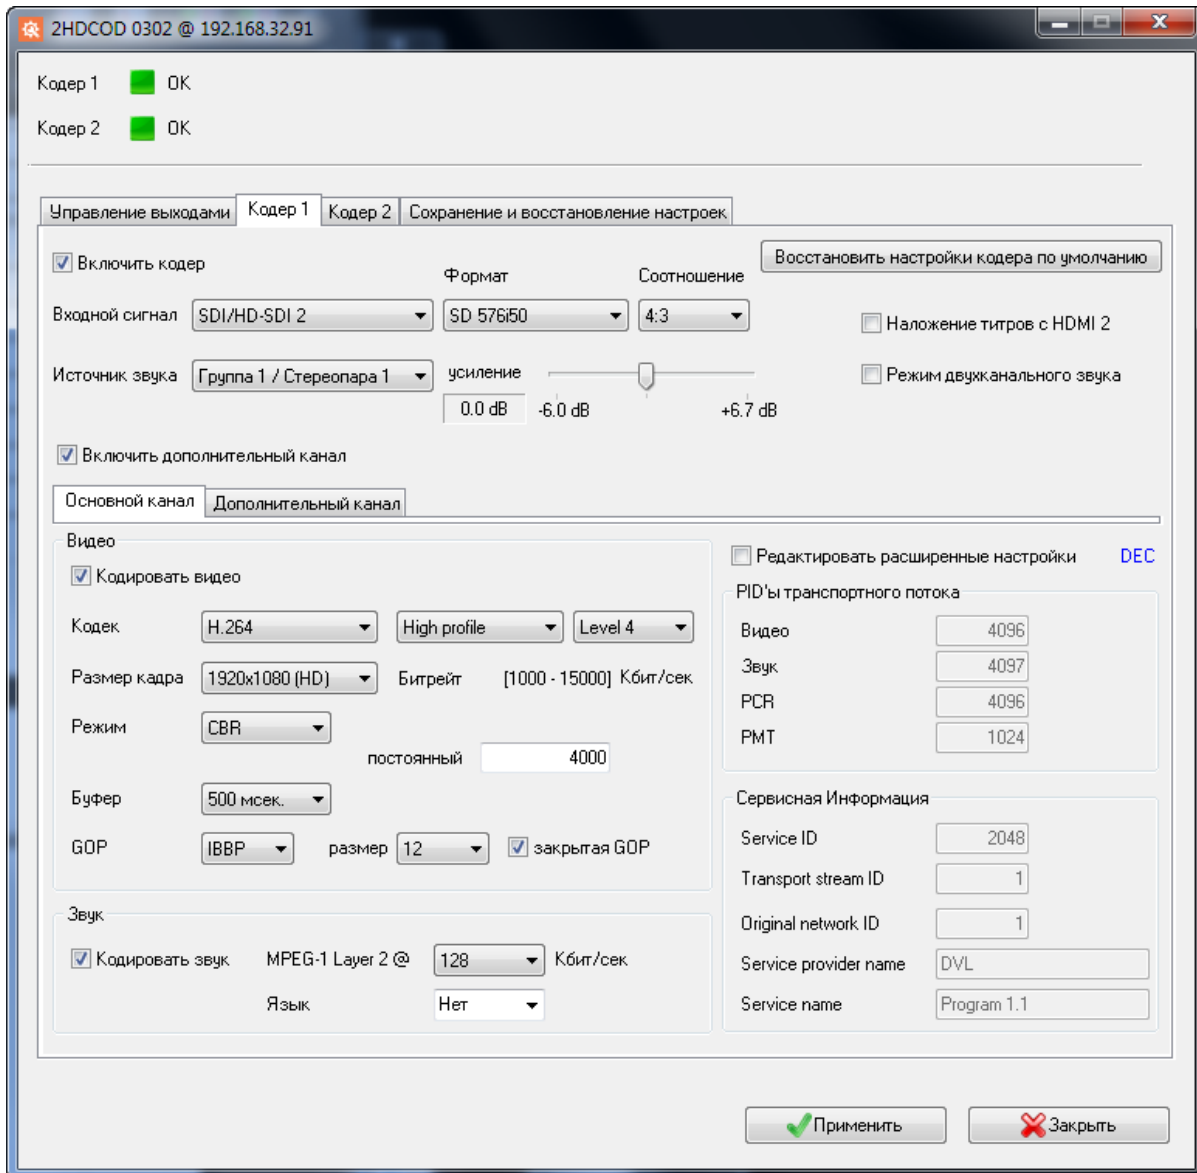 2HDCOD 0302 @ 192.168.32.91
Кодер 1 OK
Кодер 2 OK
Управление выходами Кодер 1 Кодер 2 Сохранение и восстановление настроек
Включить кодер Восстановить настройки кодера по умолчанию
Формат Соотношение
Входной сигнал SDI/HD-SDI 2 SD 576i50 4:3 Наложение титров с HDMI 2
Источник звука Группа 1 / Стереопара 1 усиление Режим двухканального звука
0.0 dB -6.0 dB +6.7 dB
Включить дополнительный канал
Основной канал Дополнительный канал
Видео
Кодировать видео
Кодек H.264 High profile Level 4
Размер кадра 1920x1080 (HD) Битрейт [1000 - 15000] Кбит/сек
Режим CBR
постоянный 4000
Буфер 500 мсек.
GOP IBBP размер 12 закрытая GOP
Звук
Кодировать звук MPEG-1 Layer 2 @ 128 Кбит/сек
Язык Нет
Редактировать расширенные настройки DEC
PID'ы транспортного потока
Видео 4096
Звук 4097
PCR 4096
PMT 1024
Сервисная Информация
Service ID 2048
Transport stream ID 1
Original network ID 1
Service provider name DVL
Service name Program 1.1
Применить Закрыть